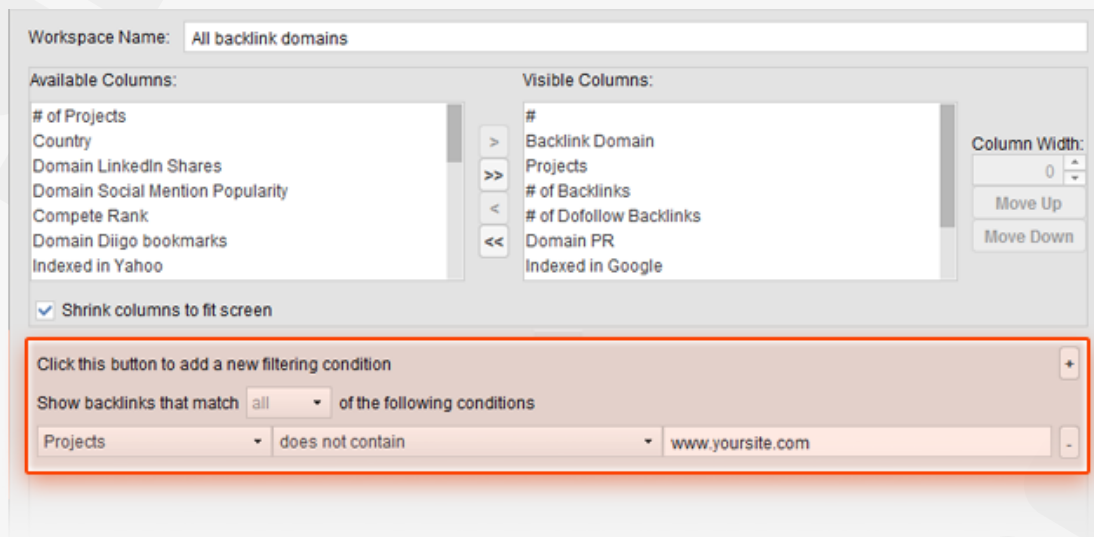 Workspace Name: All backlink domains
Available Columns:
# of Projects
Country
Domain LinkedIn Shares
Domain Social Mention Popularity
Compete Rank
Domain Diigo bookmarks
Indexed in Yahoo
>
>>
<
<<
Visible Columns:
#
Backlink Domain
Projects
# of Backlinks
# of Dofollow Backlinks
Domain PR
Indexed in Google
Column Width:
0
Move Up
Move Down
Shrink columns to fit screen
Click this button to add a new filtering condition +
Show backlinks that match all of the following conditions
Projects does not contain www.yoursite.com -